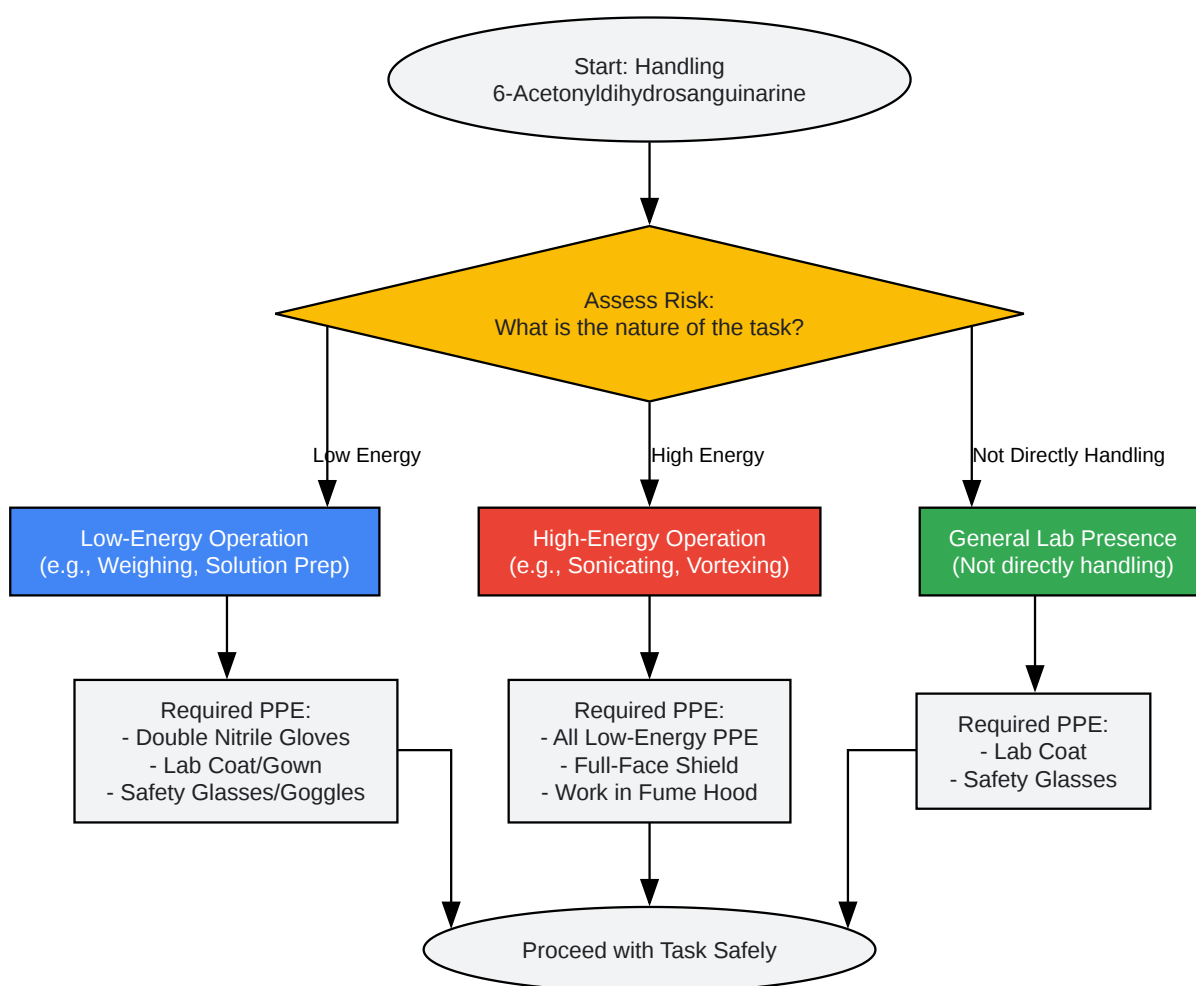 Start: Handling
6-Acetonyldihydrosanguinarine
Assess Risk:
What is the nature of the task?
Low Energy
High Energy
Not Directly Handling
Low-Energy Operation
(e.g., Weighing, Solution Prep)
High-Energy Operation
(e.g., Sonicating, Vortexing)
General Lab Presence
(Not directly handling)
Required PPE:
- Double Nitrile Gloves
- Lab Coat/Gown
- Safety Glasses/Goggles
Required PPE:
- All Low-Energy PPE
- Full-Face Shield
- Work in Fume Hood
Required PPE:
- Lab Coat
- Safety Glasses
Proceed with Task Safely